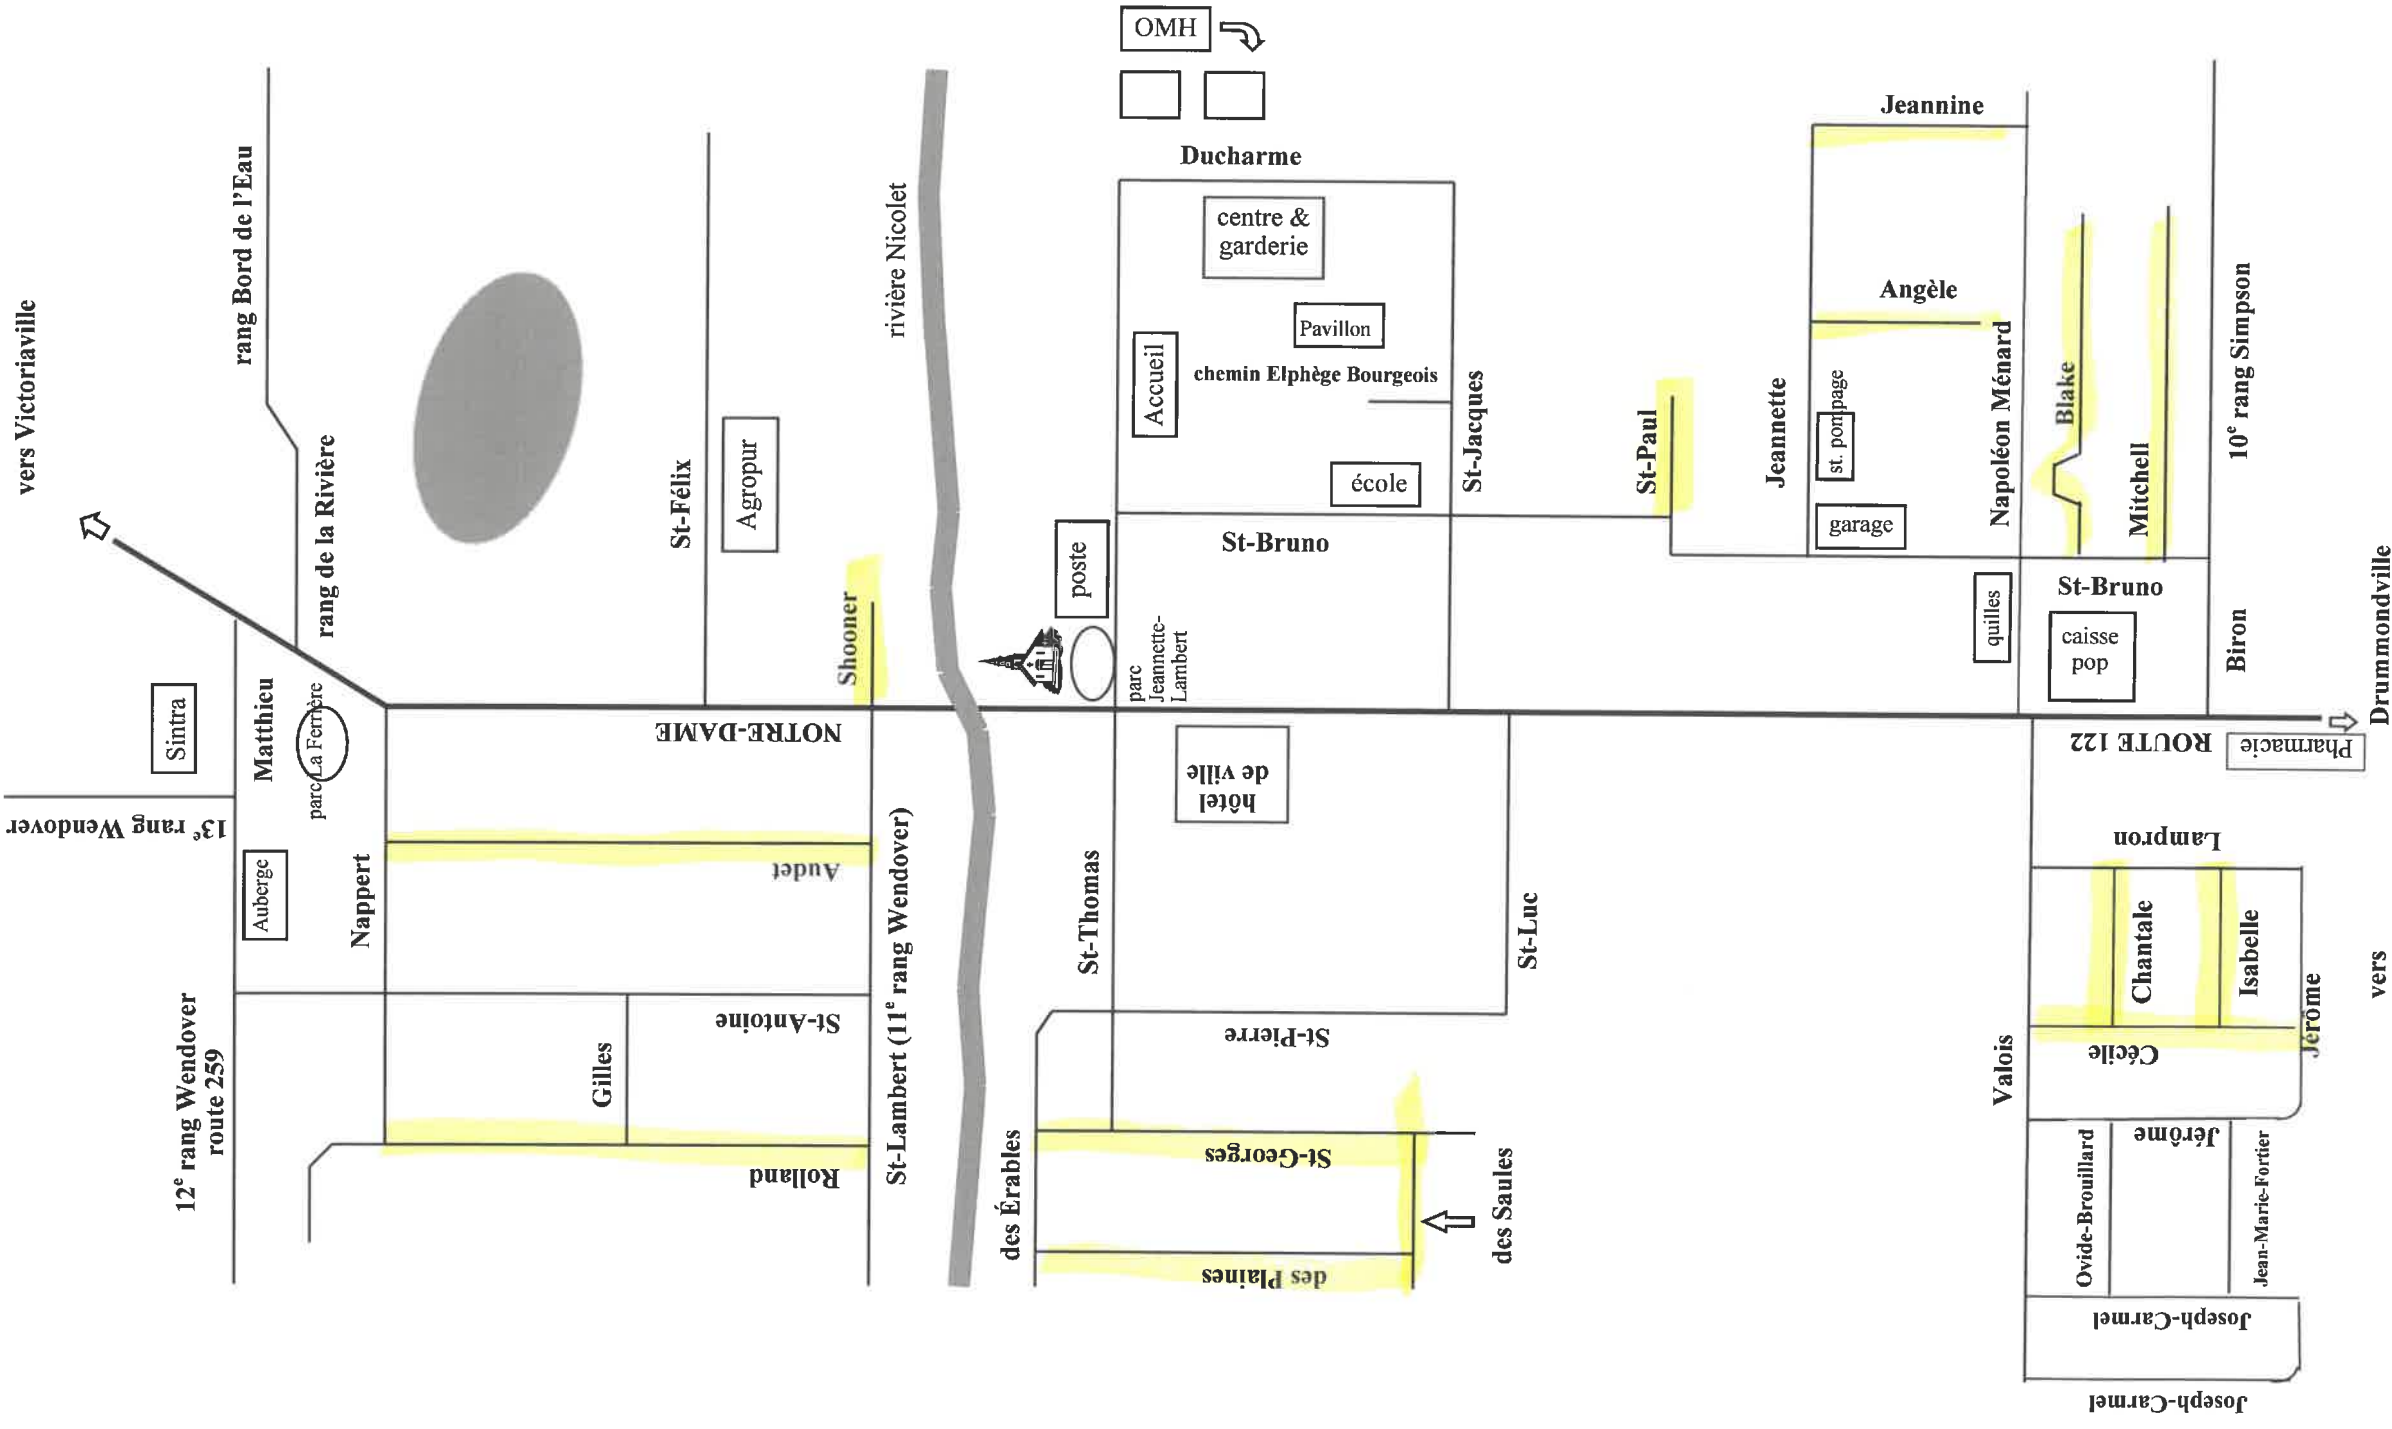 OMH
vers Victoriaville
rang Bord de l'Eau
rang de la Rivière
St-Félix
Agropur
Shooner
rivière Nicolet
poste
parc
Jeannette-
Lambert
Ducharme
centre &
garderie
Pavillon
Accueil
chemin Elphège Bourgeois
école
St-Jacques
St-Bruno
St-Paul
Jeannette
Jeannine
Angèle
st. pompage
garage
Napoléon Ménard
Blake
Mitchell
10e rang Simpson
quilles
St-Bruno
caisse
pop
Biron
Drummondville
Sintra
Matthieu
parc La Ferrière
NOTRE-DAME
13e rang Wendover
Auberge
Nappert
Audet
St-Lambert (11e rang Wendover)
12e rang Wendover
route 259
Gilles
St-Antoine
Rolland
hôtel
de ville
St-Thomas
St-Luc
St-Pierre
des Érables
St-Georges
des Plaines
des Saules
ROUTE 122
Pharmacie
Lampron
Chantale
Isabelle
Cécile
Jérôme
vers
Valois
Jérôme
Ovide-Brouillard
Jean-Marie-Fortier
Joseph-Carmel
Joseph-Carmel